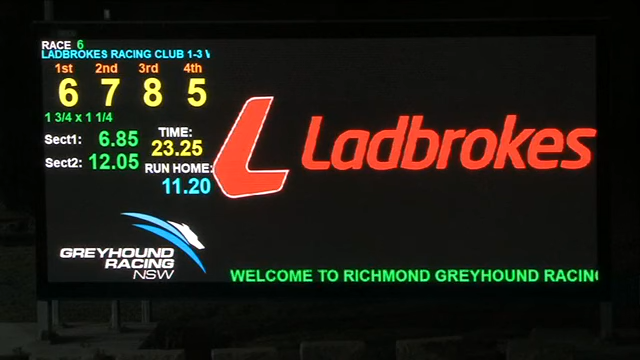 RACE 6
LADBROKES RACING CLUB 1-3 W
1st 2nd 3rd 4th
6 7 8 5
1 3/4 x 1 1/4
Sect1: 6.85
Sect2: 12.05
TIME:
23.25
RUN HOME:
11.20
Ladbrokes
GREYHOUND
RACING
NSW
WELCOME TO RICHMOND GREYHOUND RACING